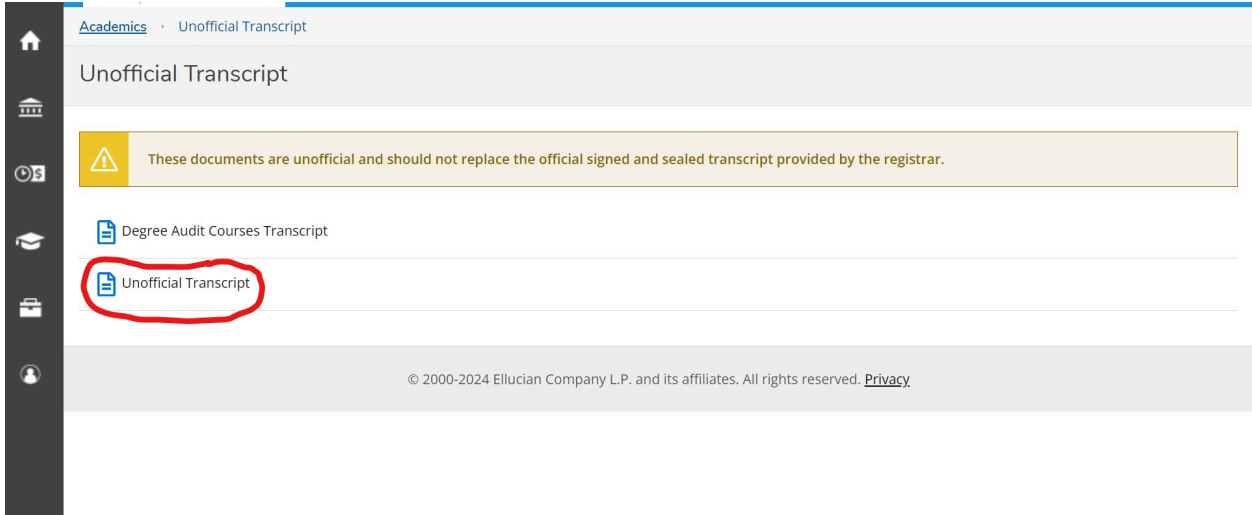 Academics • Unofficial Transcript
Unofficial Transcript
These documents are unofficial and should not replace the official signed and sealed transcript provided by the registrar.
Degree Audit Courses Transcript
Unofficial Transcript
© 2000-2024 Ellucian Company L.P. and its affiliates. All rights reserved. Privacy